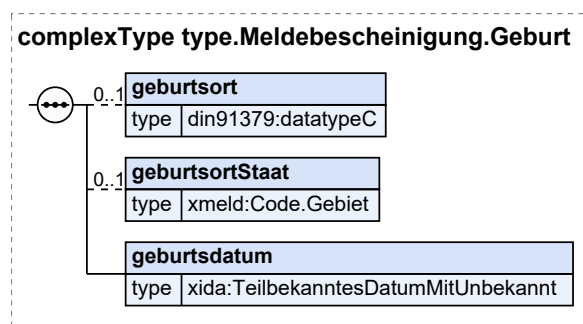 complexType type.Meldebescheinigung.Geburt
0..1
geburtsort
type din91379:datatypeC
0..1
geburtsortStaat
type xmeld:Code.Gebiet
geburtsdatum
type xida:TeilbekanntesDatumMitUnbekannt